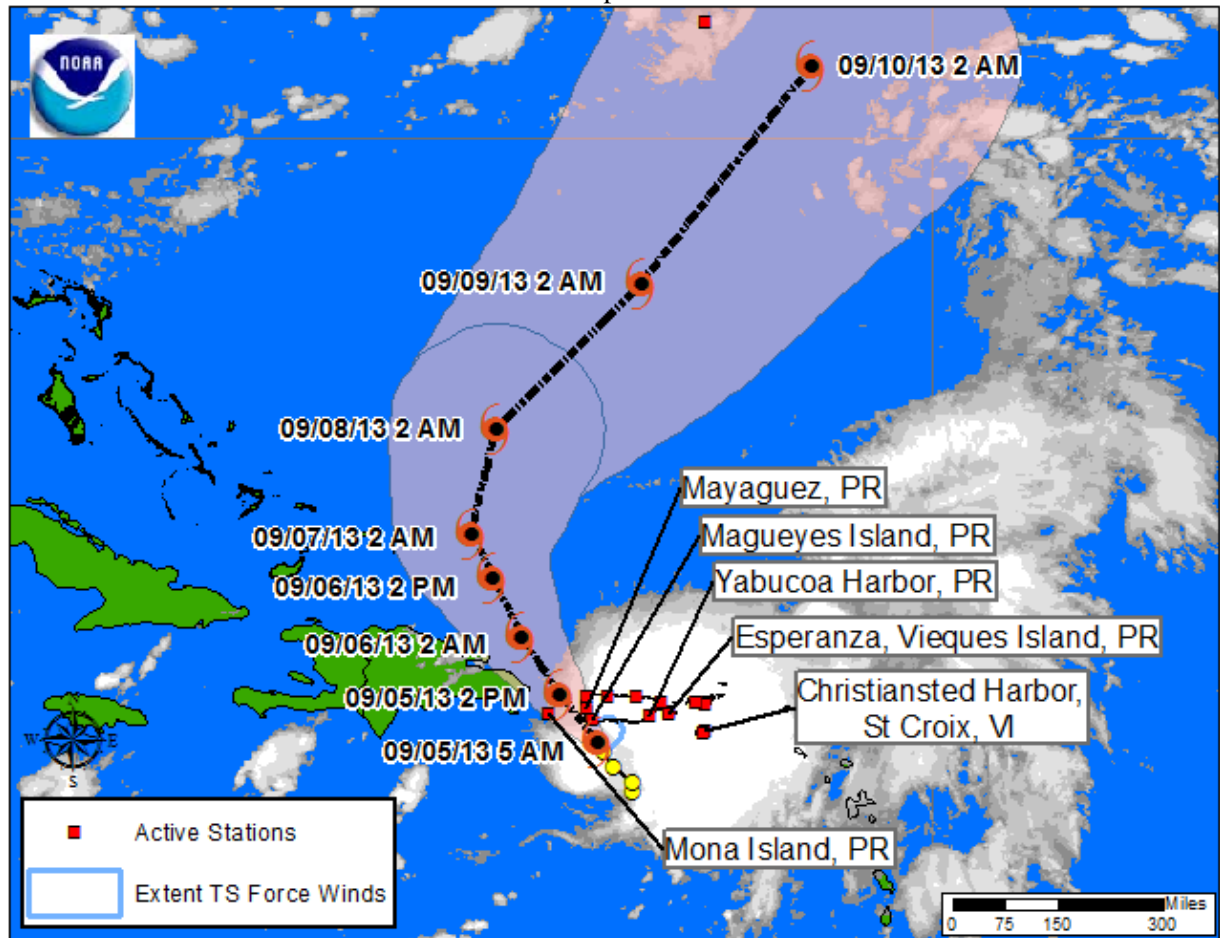 NOAA
09/10/13 2 AM
09/09/13 2 AM
09/08/13 2 AM
Mayaguez, PR
09/07/13 2 AM
Magueyes Island, PR
09/06/13 2 PM
Yabucoa Harbor, PR
09/06/13 2 AM
Esperanza, Vieques Island, PR
09/05/13 2 PM
Christiansted Harbor,
St Croix, VI
09/05/13 5 AM
N
W E
S
Active Stations
Extent TS Force Winds
Mona Island, PR
Miles
0 75 150 300